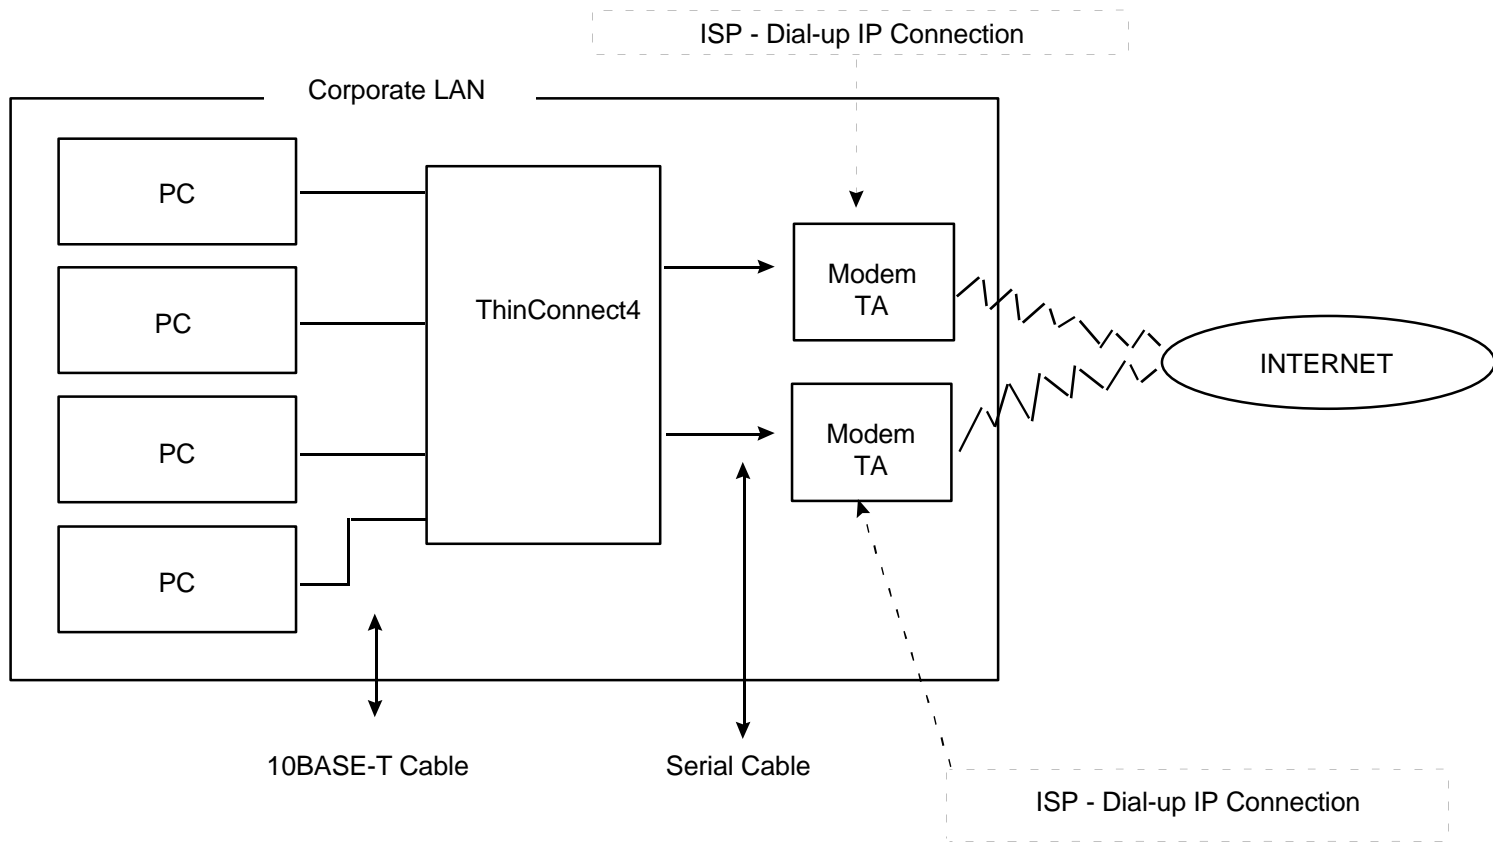 ISP - Dial-up IP Connection
Corporate LAN
PC
PC
PC
PC
ThinConnect4
Modem
TA
Modem
TA
INTERNET
10BASE-T Cable
Serial Cable
ISP - Dial-up IP Connection